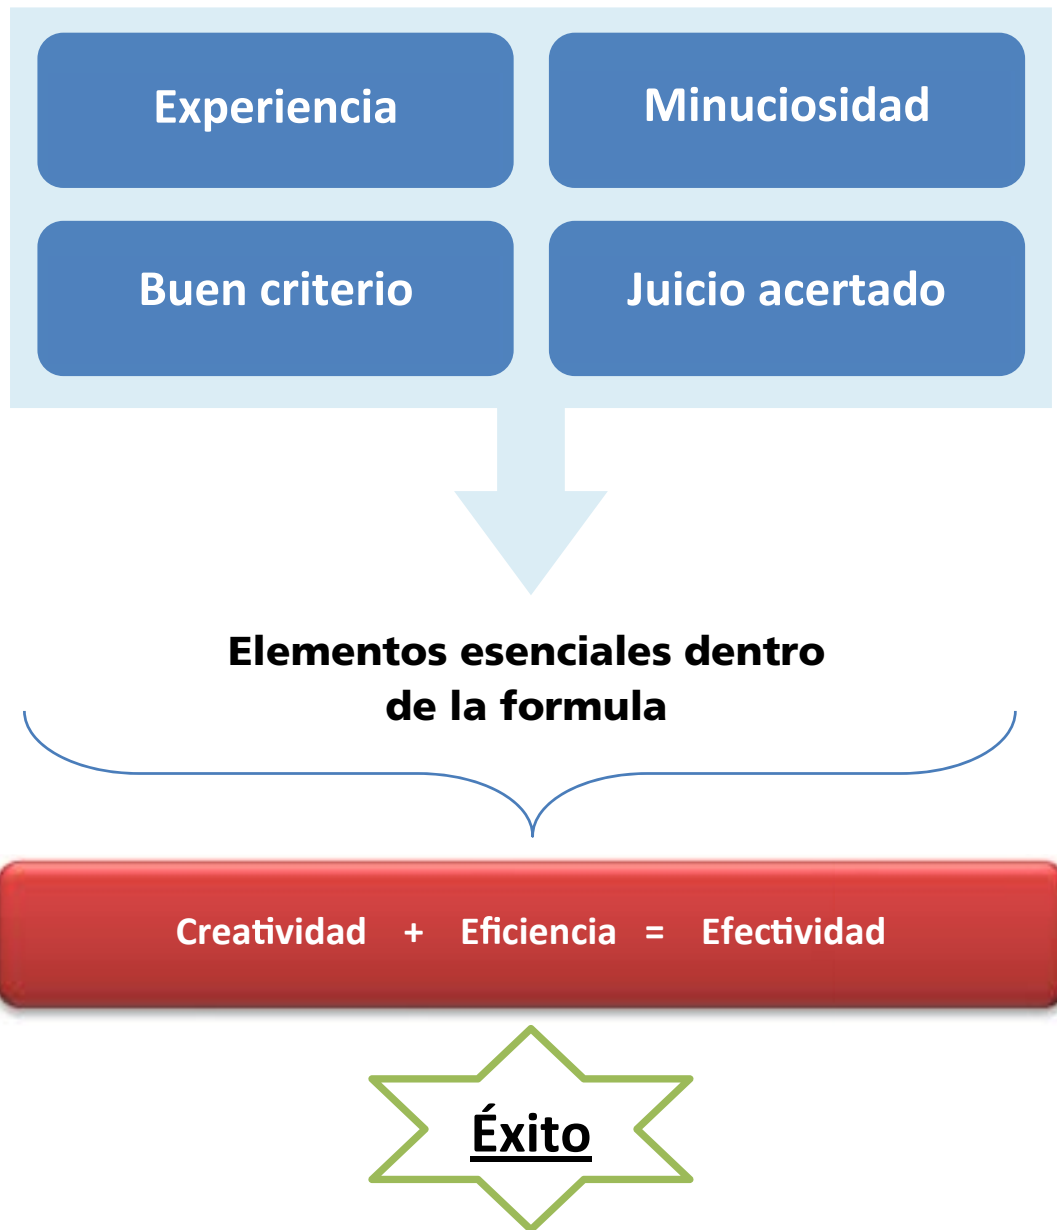 Experiencia
Minuciosidad
Buen criterio
Juicio acertado
Elementos esenciales dentro
de la formula
Creatividad + Eficiencia = Efectividad
Éxito